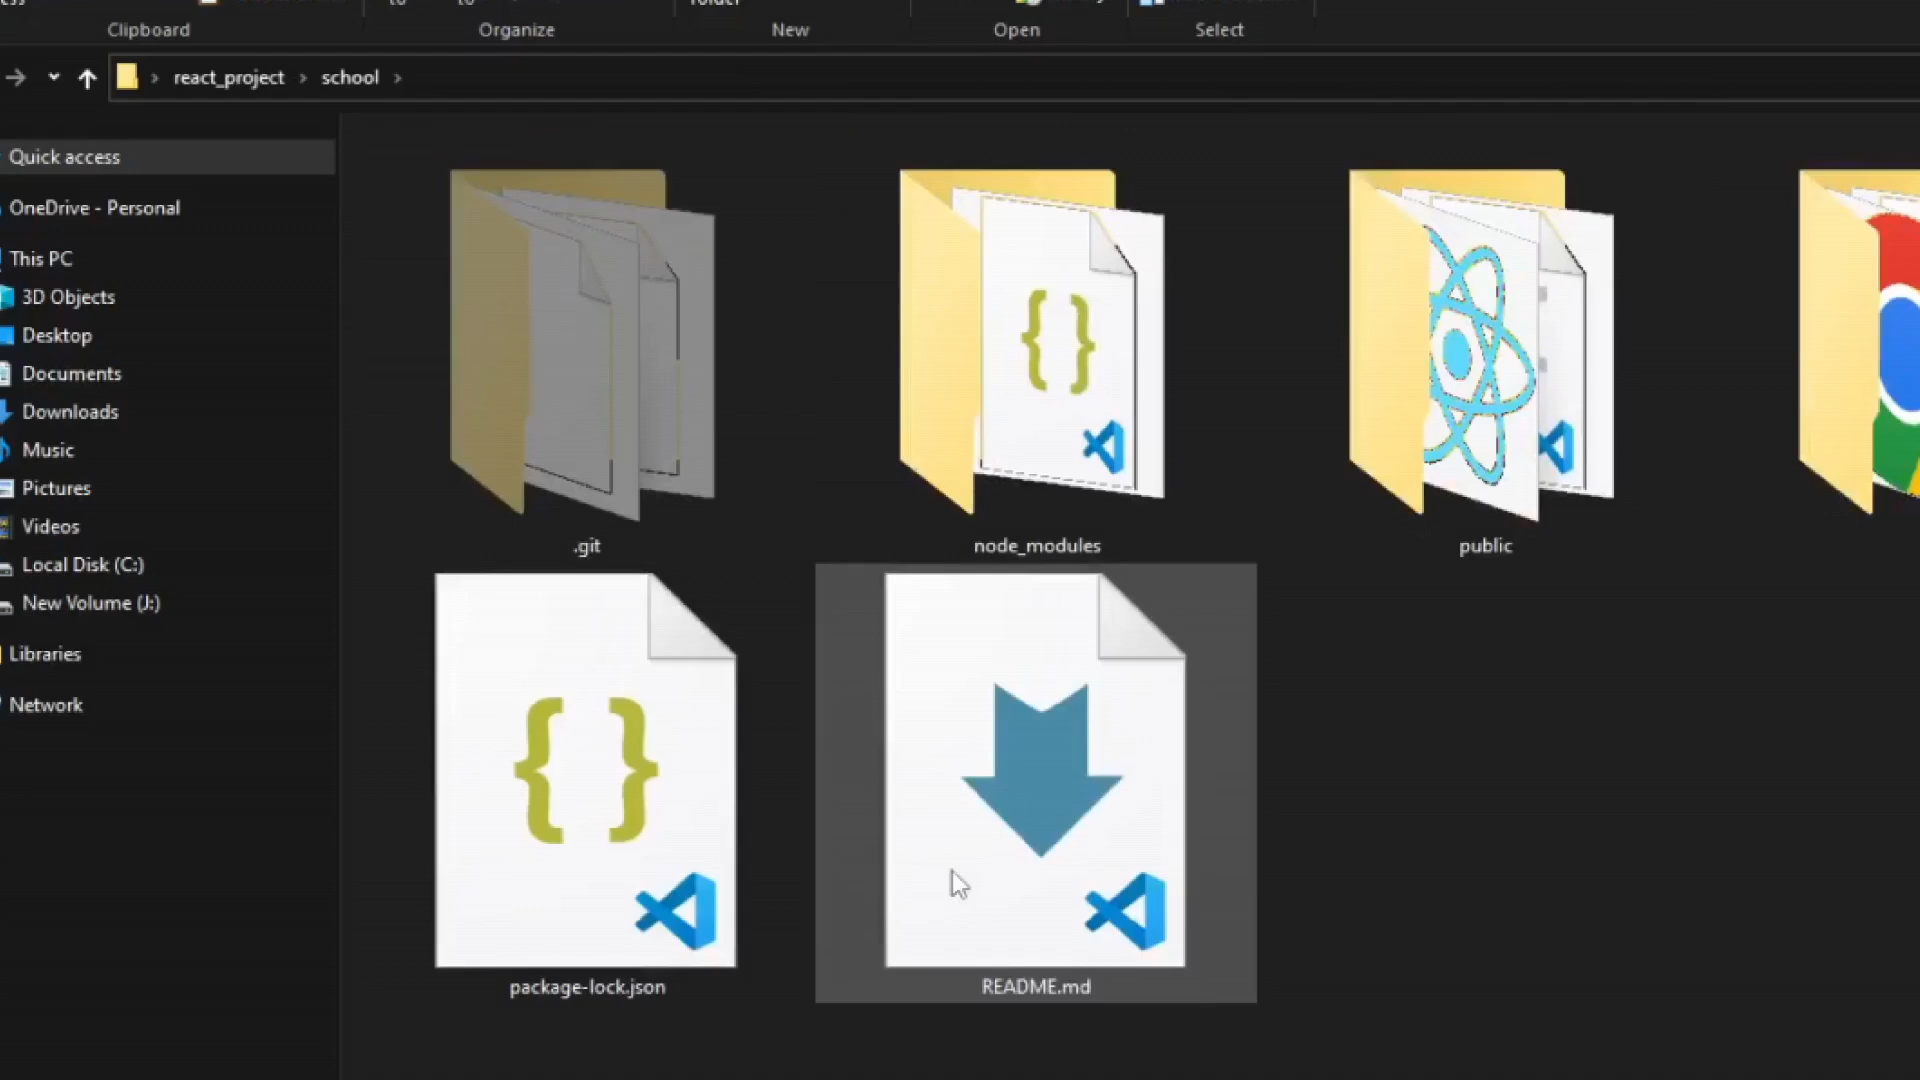 Clipboard
Organize
New
Open
Select
react_project
school
Quick access
OneDrive - Personal
This PC
3D Objects
Desktop
Documents
Downloads
Music
Pictures
Videos
Local Disk (C:)
New Volume (J:)
Libraries
Network
.git
node_modules
public
{ }
package-lock.json
README.md